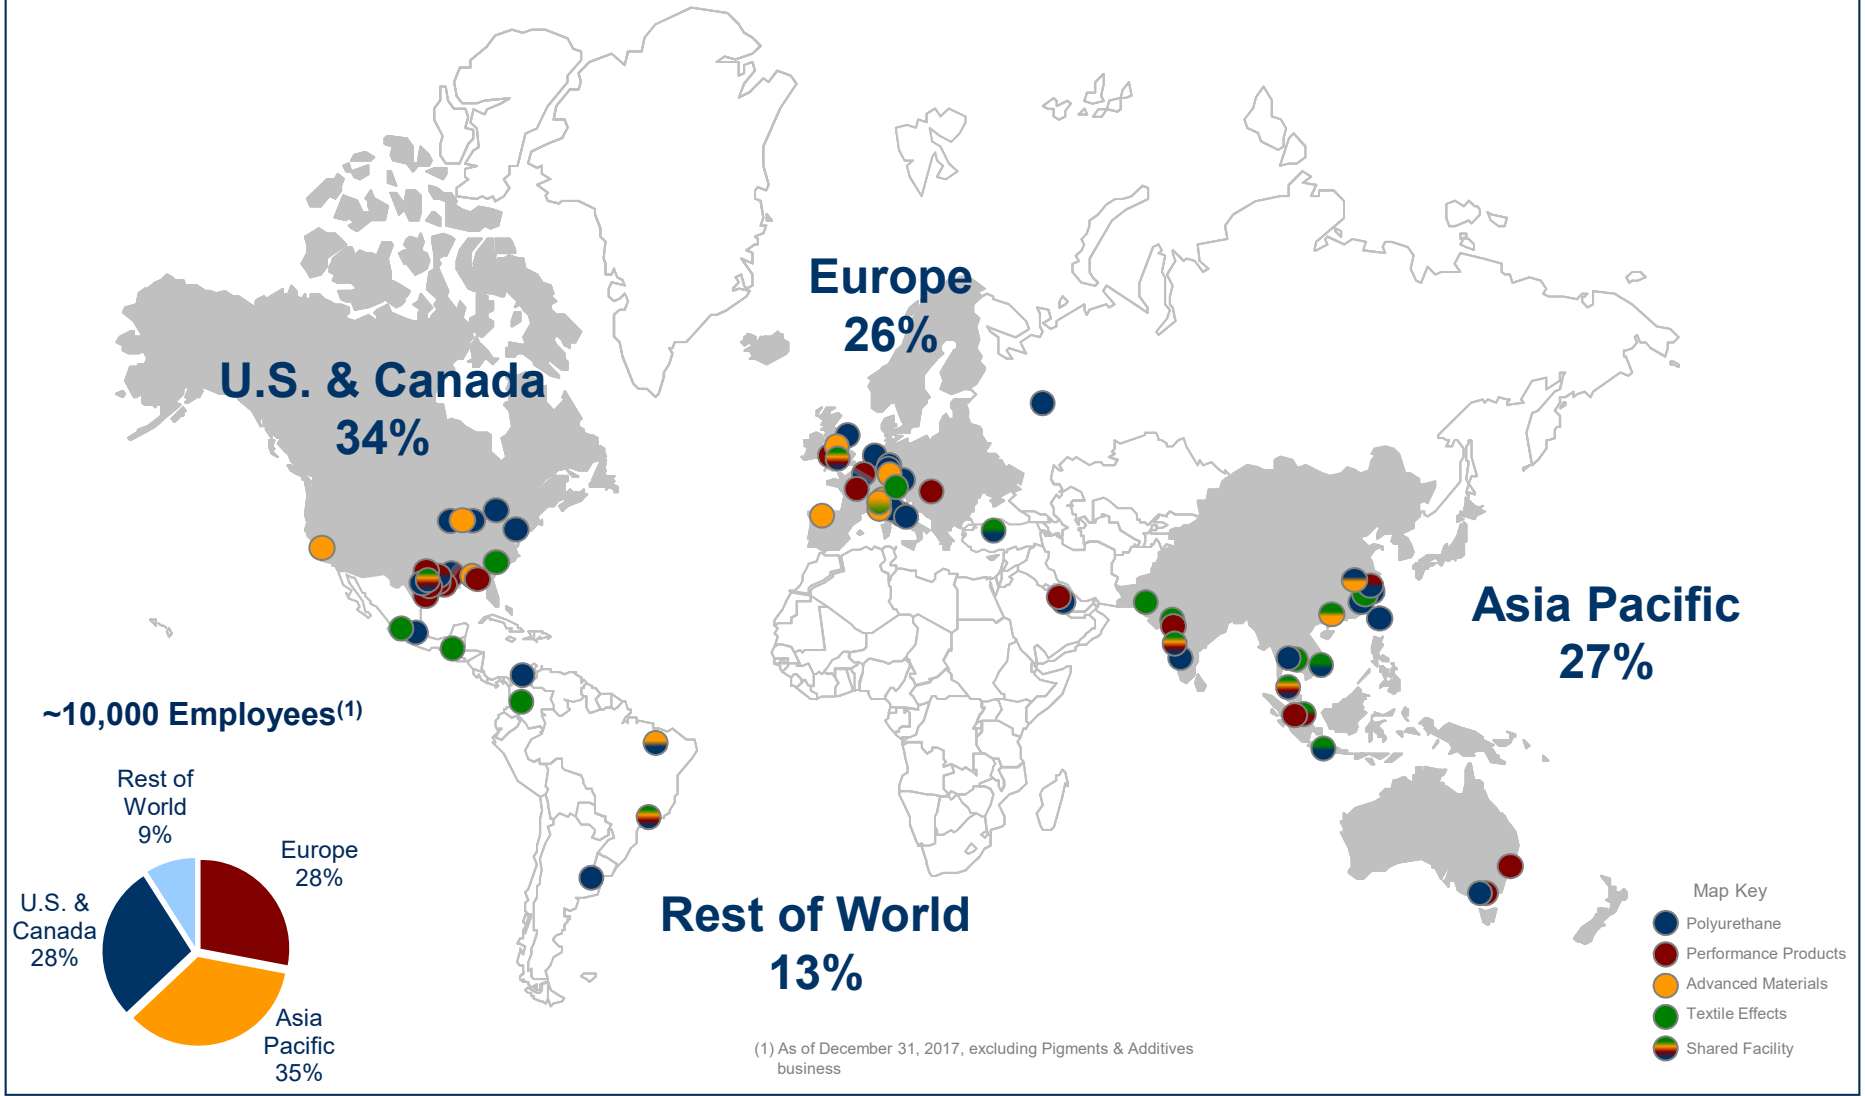 Europe
26%
U.S. & Canada
34%
Asia Pacific
27%
Rest of World
13%
~10,000 Employees(1)
Rest of
World
9%
Europe
28%
U.S. &
Canada
28%
Asia
Pacific
35%
Map Key
Polyurethane
Performance Products
Advanced Materials
Textile Effects
Shared Facility
(1) As of December 31, 2017, excluding Pigments & Additives
business